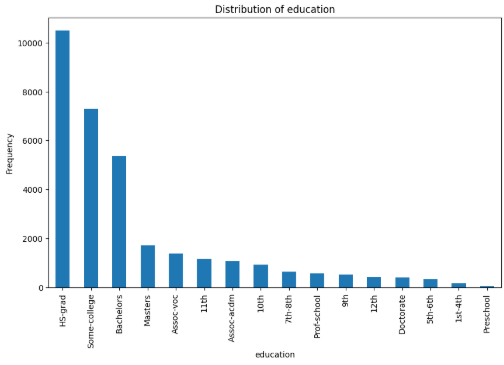 Distribution of education
10000
8000
6000
4000
2000
0
Frequency
HS-grad
Some-college
Bachelors
Masters
Assoc-voc
11th
Assoc-acdm
10th
7th-8th
Prof-school
9th
12th
Doctorate
5th-6th
1st-4th
Preschool
education